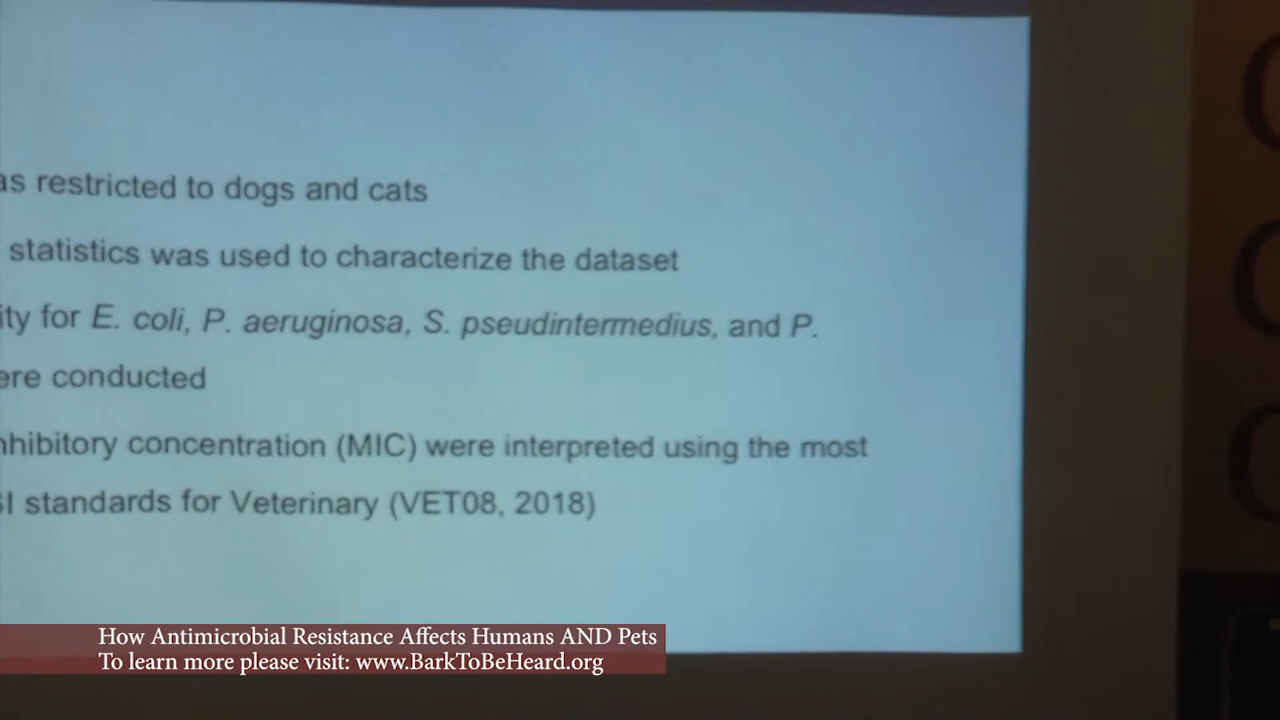 as restricted to dogs and cats
statistics was used to characterize the dataset
ity for E. coli, P. aeruginosa, S. pseudintermedius, and P.
ere conducted
nhibitory concentration (MIC) were interpreted using the most
SI standards for Veterinary (VET08, 2018)
How Antimicrobial Resistance Affects Humans AND Pets
To learn more please visit: www.BarkToBeHeard.org